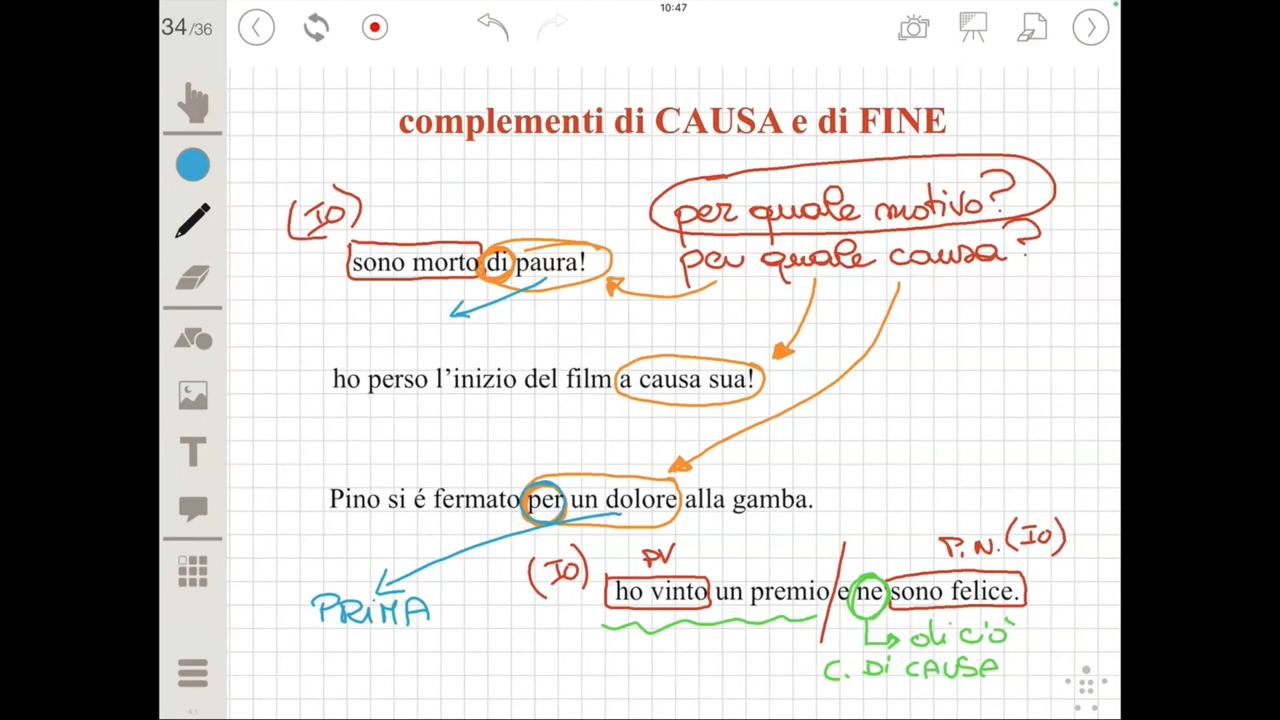 10:47
34/36
complementi di CAUSA e di FINE
per quale motivo?
(IO)
sono morto di paura!
per quale causa?
ho perso l'inizio del film a causa sua!
Pino si é fermato per un dolore alla gamba.
PRIMA
(IO) PV P.N. (IO)
ho vinto un premio / e ne sono felice.
di ciò
C. Di CAUSA